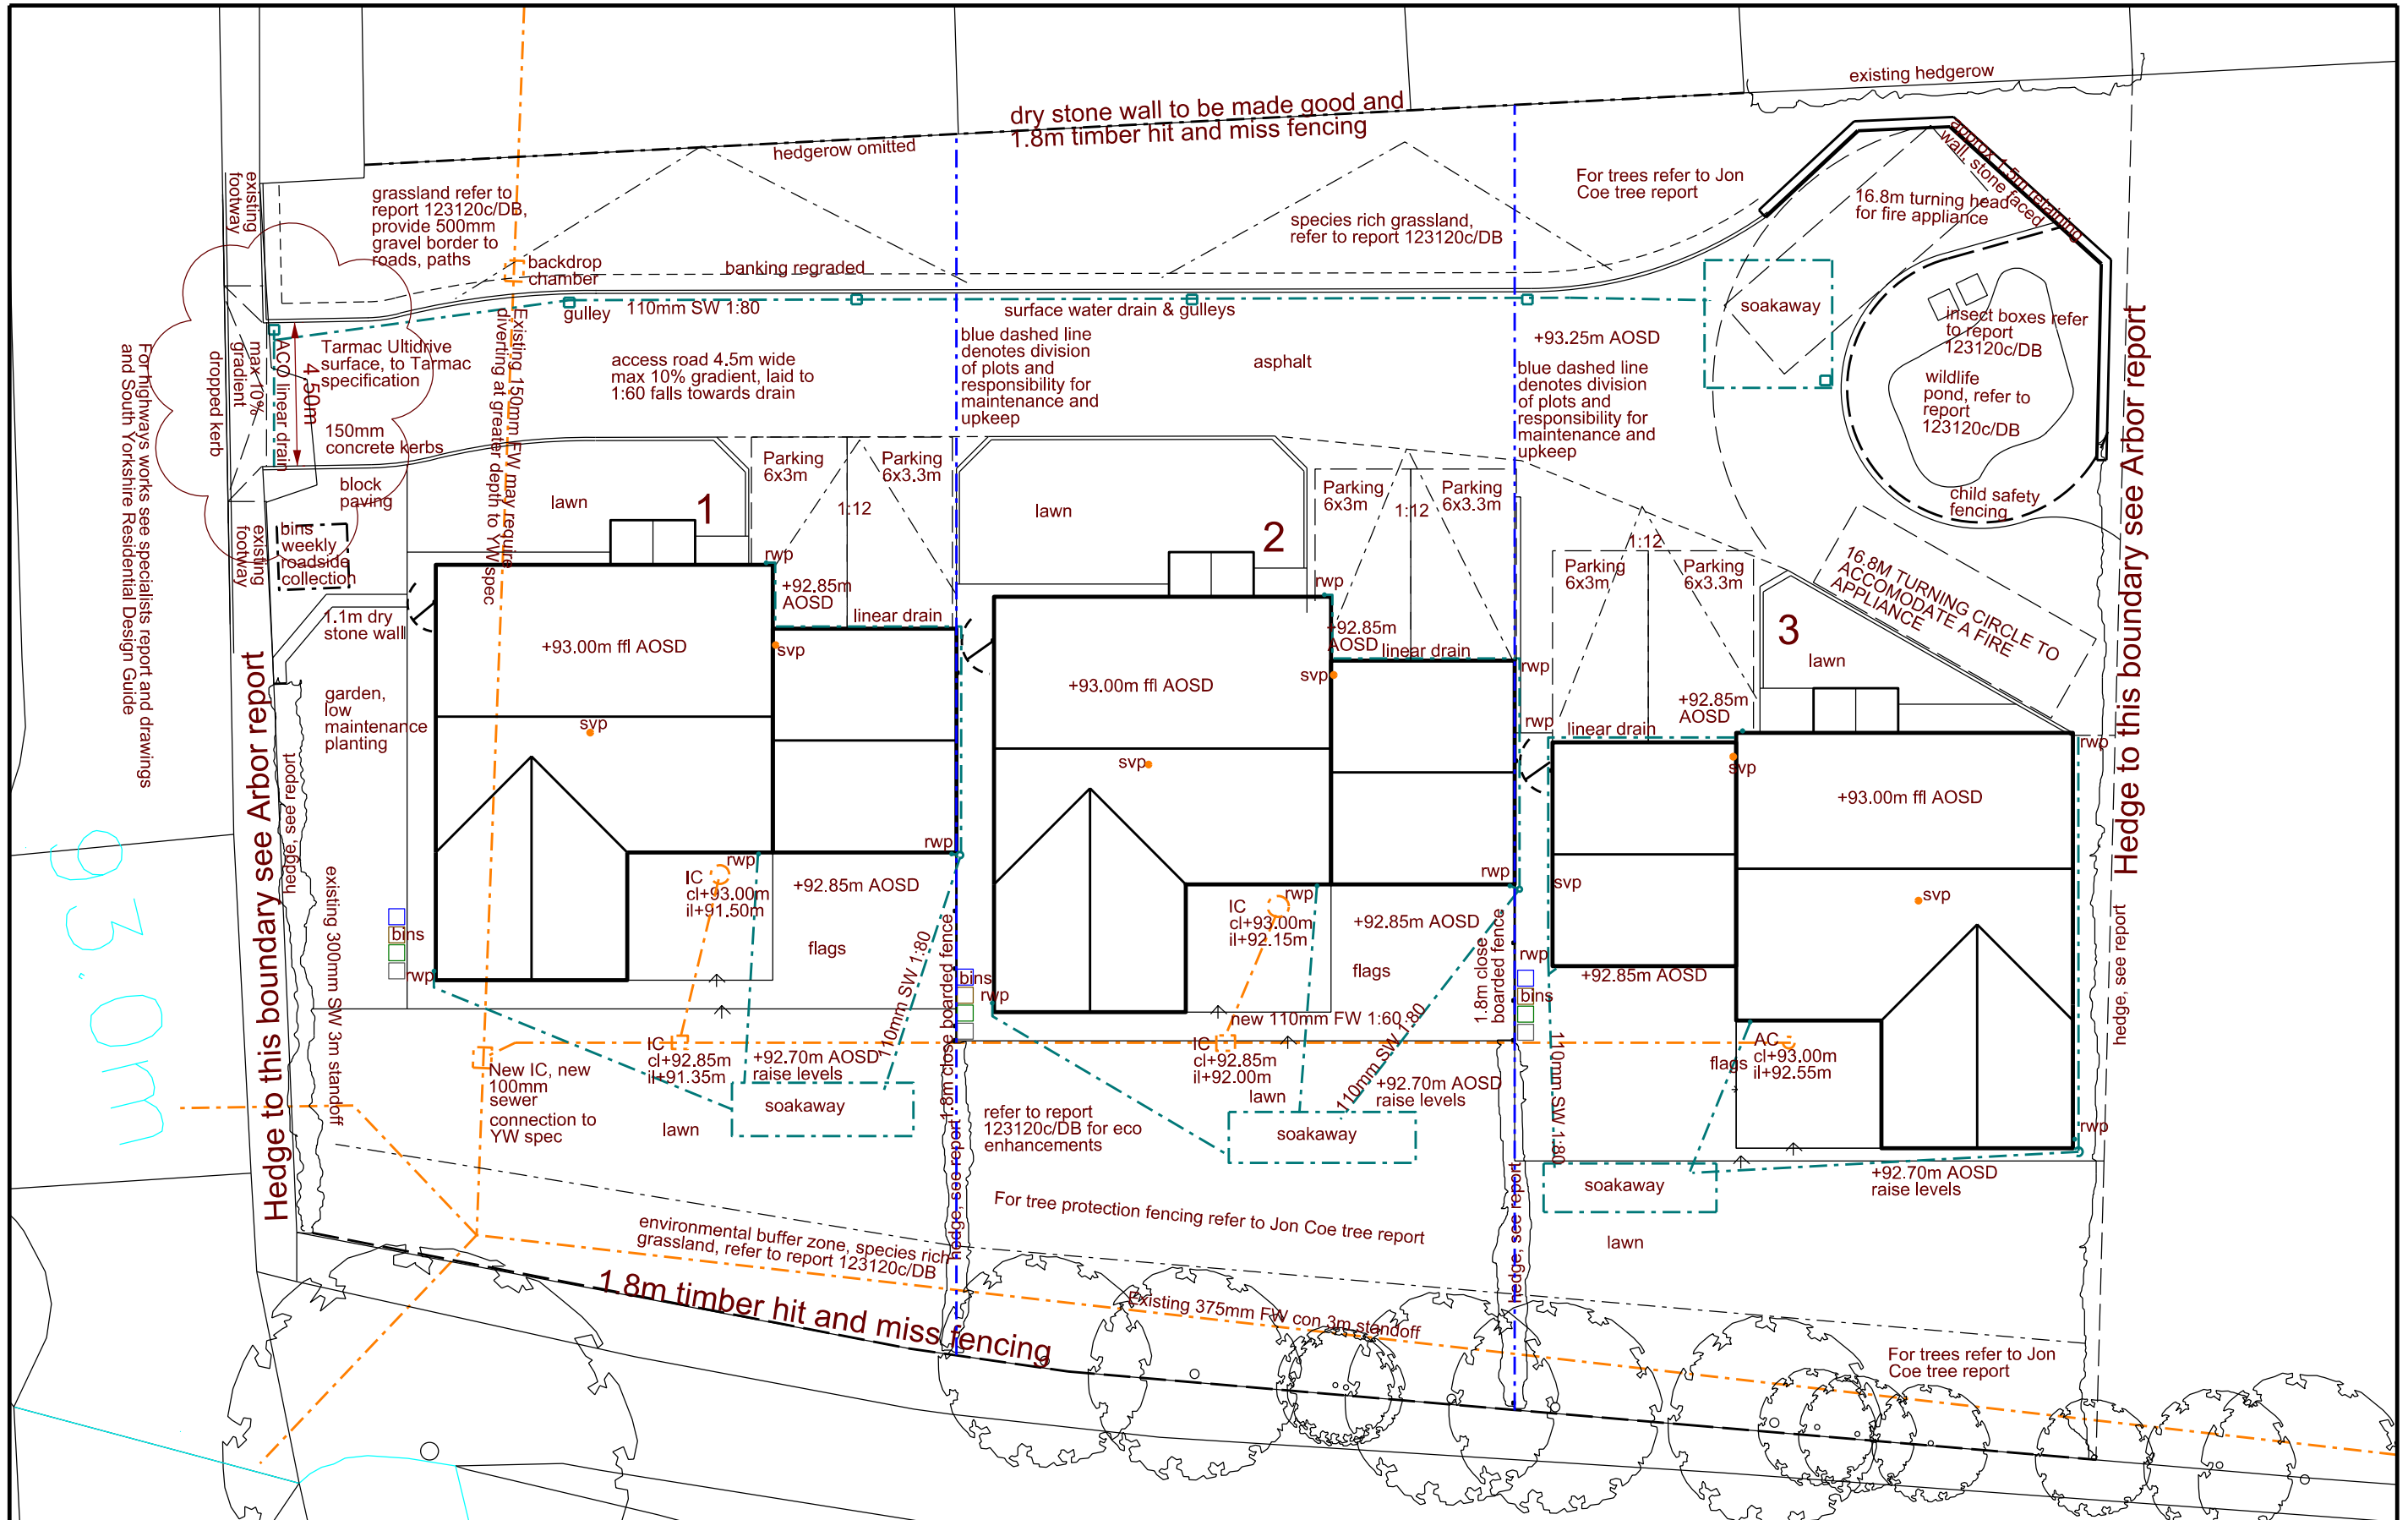 existing hedgerow
dry stone wall to be made good and
1.8m timber hit and miss fencing
hedgerow omitted
existing
footway
grassland refer to
report 123120c/DB,
provide 500mm
gravel border to
roads, paths
backdrop
chamber
banking regraded
species rich grassland,
refer to report 123120c/DB
For trees refer to Jon
Coe tree report
approx 1.5m retaining
wall, stone faced
16.8m turning head
for fire appliance
gulley
110mm SW 1:80
surface water drain & gulleys
soakaway
insect boxes refer
to report
123120c/DB
wildlife
pond, refer to
report
123120c/DB
child safety
fencing
+93.25m AOSD
Tarmac Ultidrive
surface, to Tarmac
specification
access road 4.5m wide
max 10% gradient, laid to
1:60 falls towards drain
blue dashed line
denotes division
of plots and
responsibility for
maintenance and
upkeep
asphalt
blue dashed line
denotes division
of plots and
responsibility for
maintenance and
upkeep
For highways works see specialists report and drawings
and South Yorkshire Residential Design Guide
dropped kerb
max 10%
gradient
ACO linear drain
4.50m
150mm
concrete kerbs
Existing 150mm FW may require
diverting at greater depth to YW spec
block
paving
existing
footway
bins
weekly
roadside
collection
lawn
1
Parking
6x3m
Parking
6x3.3m
1:12
lawn
2
Parking
6x3m
Parking
6x3.3m
1:12
Parking
6x3m
Parking
6x3.3m
1:12
3
lawn
16.8M TURNING CIRCLE TO
ACCOMODATE A FIRE
APPLIANCE
Hedge to this boundary see Arbor report
rwp
+92.85m
AOSD
linear drain
1.1m dry
stone wall
+93.00m ffl AOSD
svp
svp
rwp
+92.85m
AOSD
linear drain
rwp
svp
+93.00m ffl AOSD
svp
rwp
+92.85m
AOSD
linear drain
svp
rwp
+93.00m ffl AOSD
svp
svp
garden,
low
maintenance
planting
Hedge to this boundary see Arbor report
hedge, see report
existing 300mm SW 3m standoff
93.0m
bins
rwp
rwp
rwp
IC
cl+93.00m
il+91.50m
+92.85m AOSD
flags
110mm SW 1:80
1.8m close boarded fence
bins
rwp
rwp
rwp
IC
cl+93.00m
il+92.15m
+92.85m AOSD
flags
1.8m close
boarded fence
rwp
bins
+92.85m AOSD
hedge, see report
new 110mm FW 1:60
110mm SW 1:80
IC
cl+92.85m
il+91.35m
+92.70m AOSD
raise levels
New IC, new
100mm
sewer
connection to
YW spec
soakaway
lawn
IC
cl+92.85m
il+92.00m
lawn
+92.70m AOSD
raise levels
refer to report
123120c/DB for eco
enhancements
soakaway
110mm SW 1:80
flags
AC
cl+93.00m
il+92.55m
rwp
soakaway
+92.70m AOSD
raise levels
lawn
hedge, see report
hedge, see report
For tree protection fencing refer to Jon Coe tree report
environmental buffer zone, species rich
grassland, refer to report 123120c/DB
1.8m timber hit and miss fencing
Existing 375mm FW con 3m standoff
For trees refer to Jon
Coe tree report